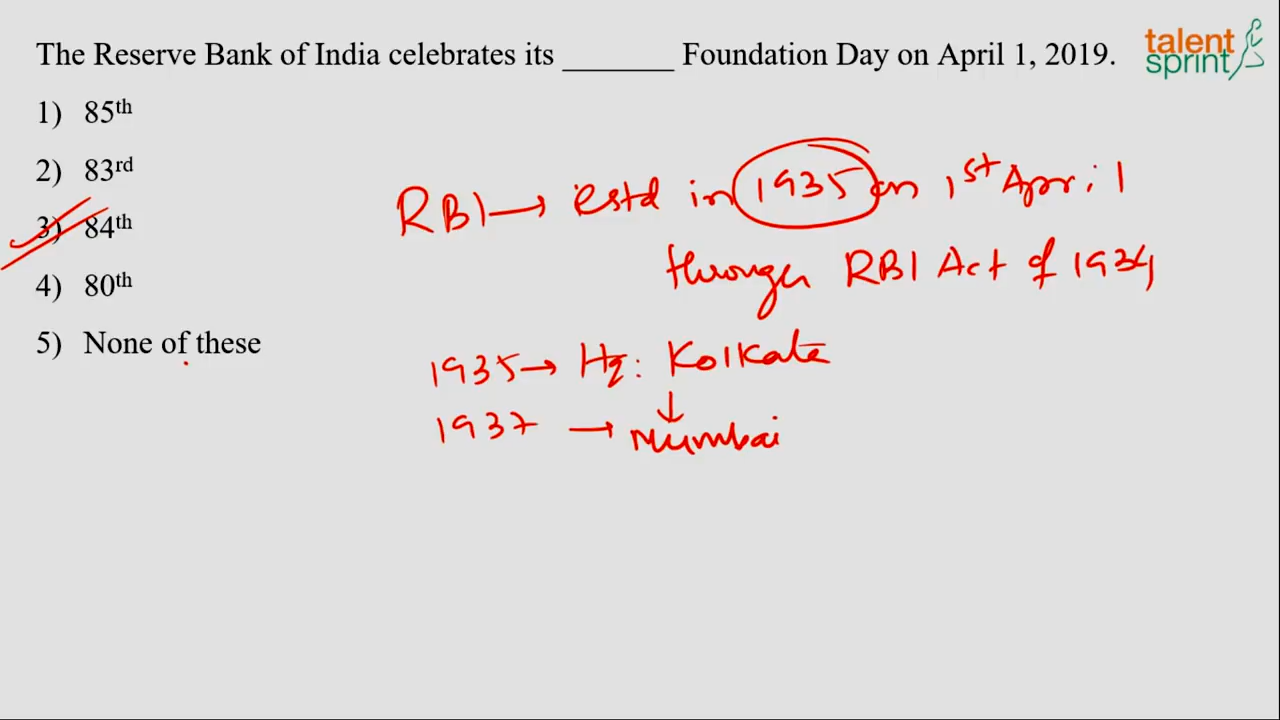 The Reserve Bank of India celebrates its _______ Foundation Day on April 1, 2019.
talent
sprint
1) 85th
2) 83rd
3) 84th
4) 80th
5) None of these
RBI → estd in 1935 on 1st April
through RBI Act of 1934
1935 → Hq: Kolkata
↓
1937 → Mumbai